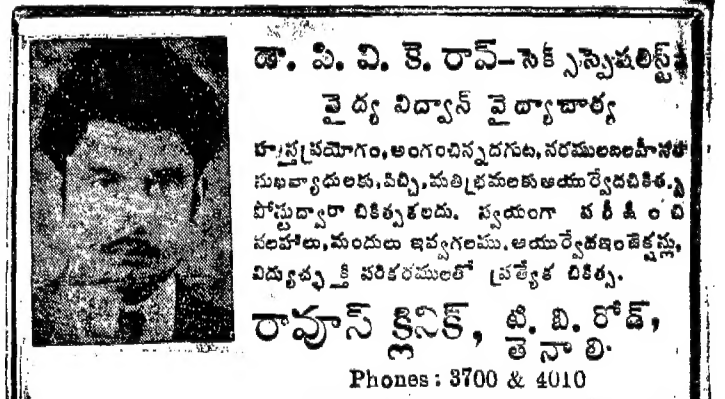 డా. పి. వి. కె. రావ్-సెక్స్ స్పెషలిస్ట్
వైద్య విద్వాన్ వైద్యాచార్య
హస్తప్రయోగం, అంగంచిన్నదగుట, నరములబలహీనత
సుఖవ్యాధులకు, పిచ్చి, మతిభ్రమలకు ఆయుర్వేదచికిత్స,
పోస్టుద్వారా చికిత్సకలదు. స్వయంగా పరీక్షించి
సలహాలు, మందులు ఇవ్వగలము. ఆయుర్వేదఇంజెక్షన్లు,
విద్యుచ్ఛక్తి పరికరములతో ప్రత్యేక చికిత్స.
రావూస్ క్లినిక్, టి. బి. రోడ్,
తెనాలి.
Phones : 3700 & 4010